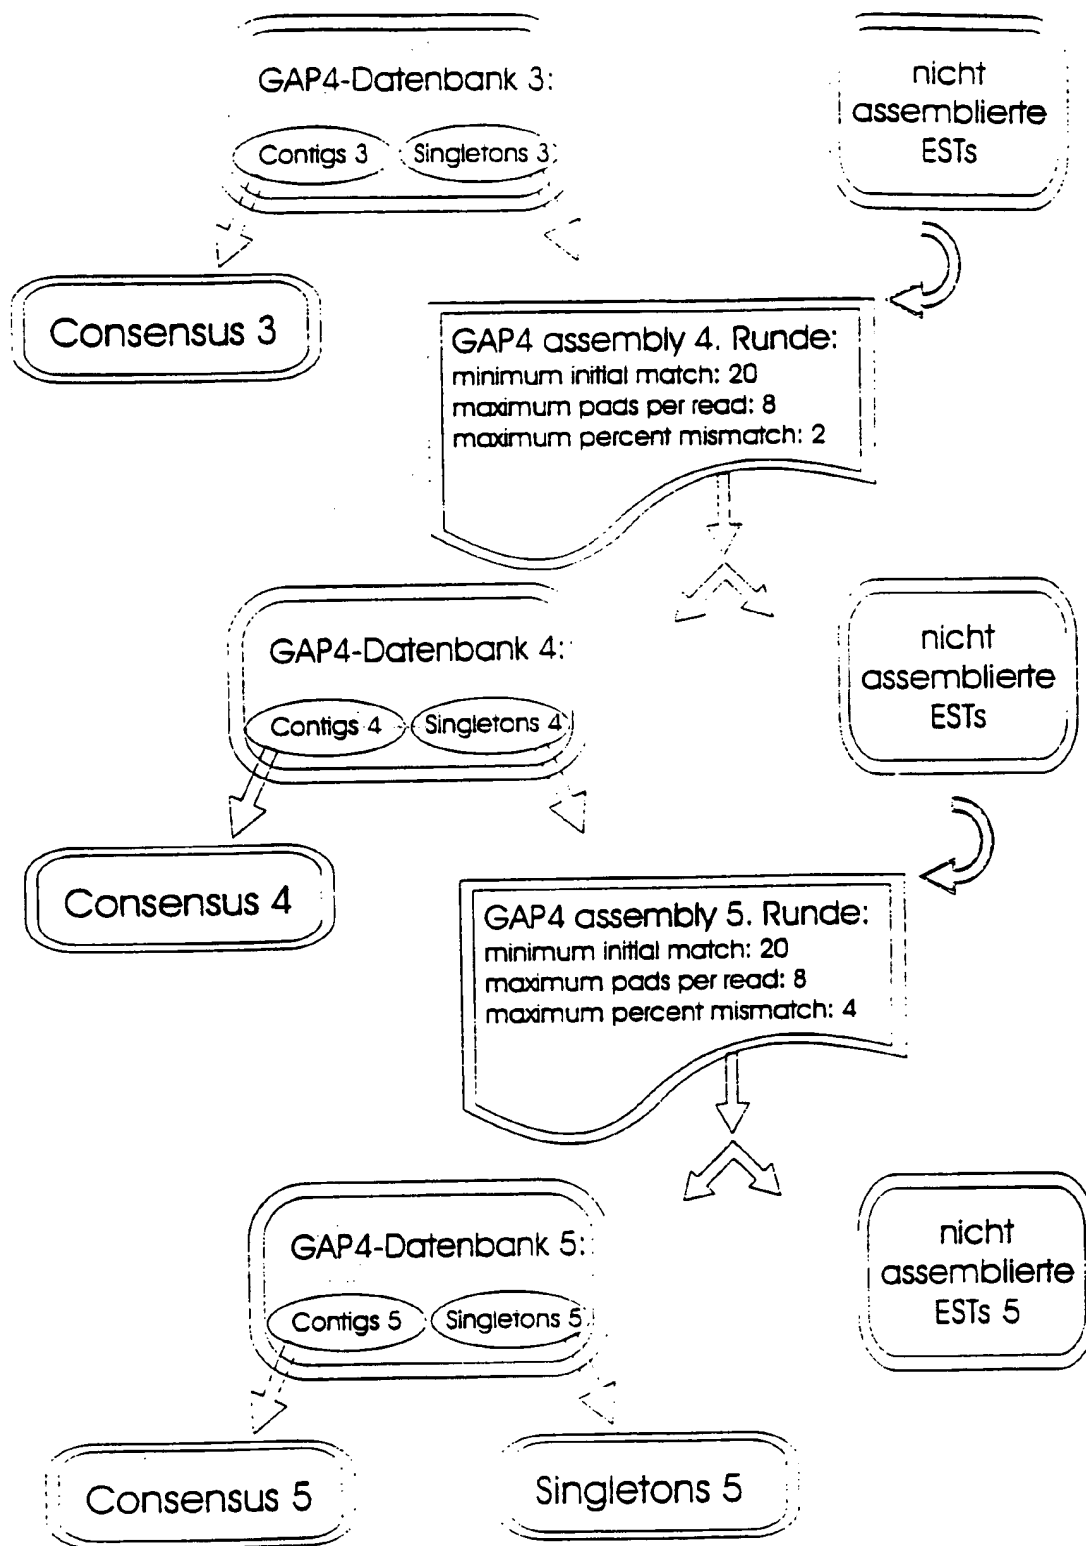 GAP4-Datenbank 3:
Contigs 3
Singletons 3
nicht
assemblierte
ESTs
Consensus 3
GAP4 assembly 4. Runde:
minimum initial match: 20
maximum pads per read: 8
maximum percent mismatch: 2
GAP4-Datenbank 4:
Contigs 4
Singletons 4
nicht
assemblierte
ESTs
Consensus 4
GAP4 assembly 5. Runde:
minimum initial match: 20
maximum pads per read: 8
maximum percent mismatch: 4
GAP4-Datenbank 5:
Contigs 5
Singletons 5
nicht
assemblierte
ESTs 5
Consensus 5
Singletons 5